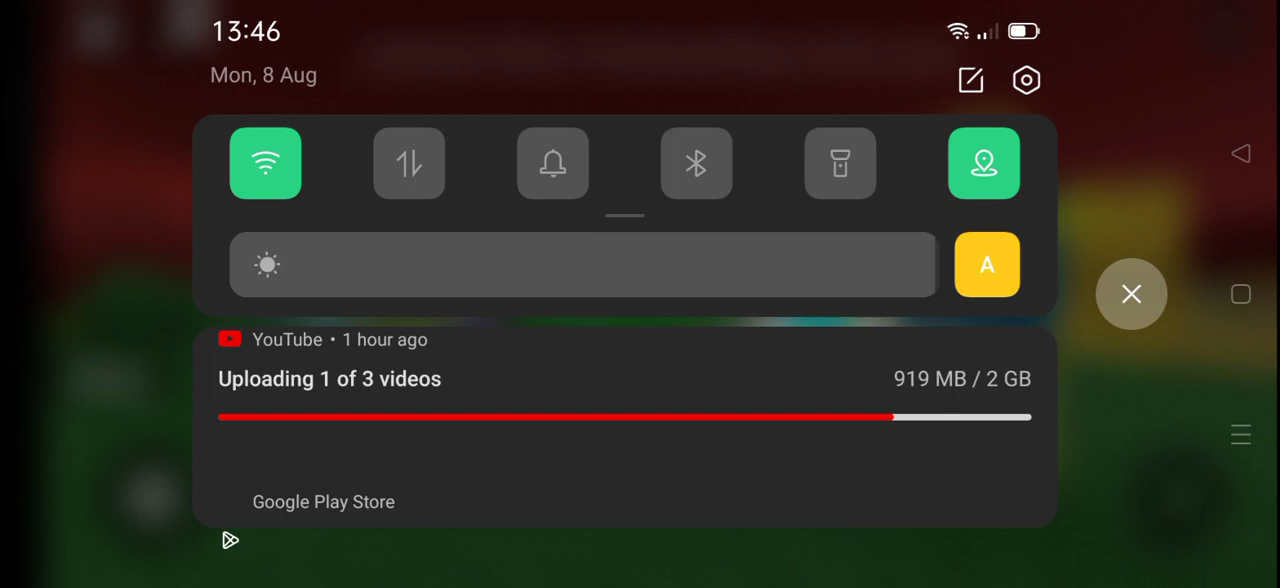 13:46
Mon, 8 Aug
A
YouTube • 1 hour ago
Uploading 1 of 3 videos 919 MB / 2 GB
Google Play Store